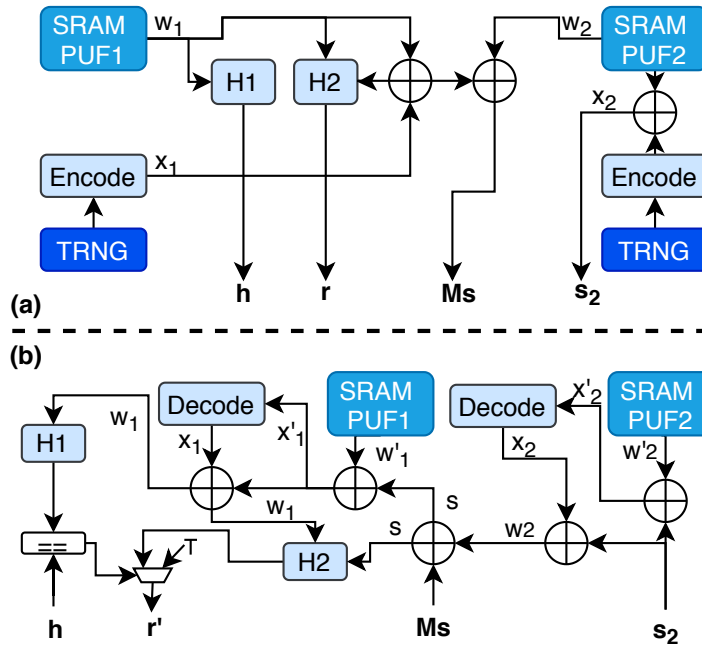 SRAM
PUF1
w1
H1
H2
w2
SRAM
PUF2
x2
Encode
x1
Encode
TRNG
TRNG
h
r
Ms
s2
(a)
(b)
SRAM
PUF1
SRAM
PUF2
Decode
Decode
x'2
w1
H1
x1
x'1
w'1
x2
w'2
s
w1
s
w2
==
T
H2
h
r'
Ms
s2